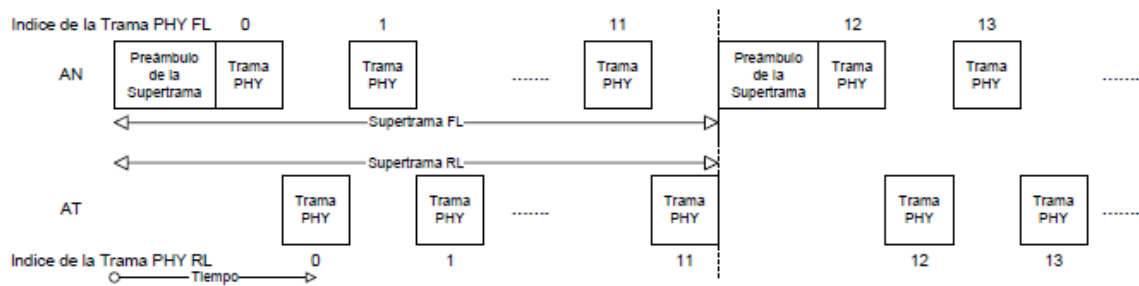 Indice de la Trama PHY FL 0 1 11 12 13
AN
Preámbulo
de la
Supertrama
Trama
PHY
Trama
PHY
.......
Trama
PHY
Preámbulo
de la
Supertrama
Trama
PHY
Trama
PHY
.......
Supertrama FL
Supertrama RL
AT
Trama
PHY
Trama
PHY
.......
Trama
PHY
Trama
PHY
Trama
PHY
.......
Indice de la Trama PHY RL 0 1 11 12 13
Tiempo